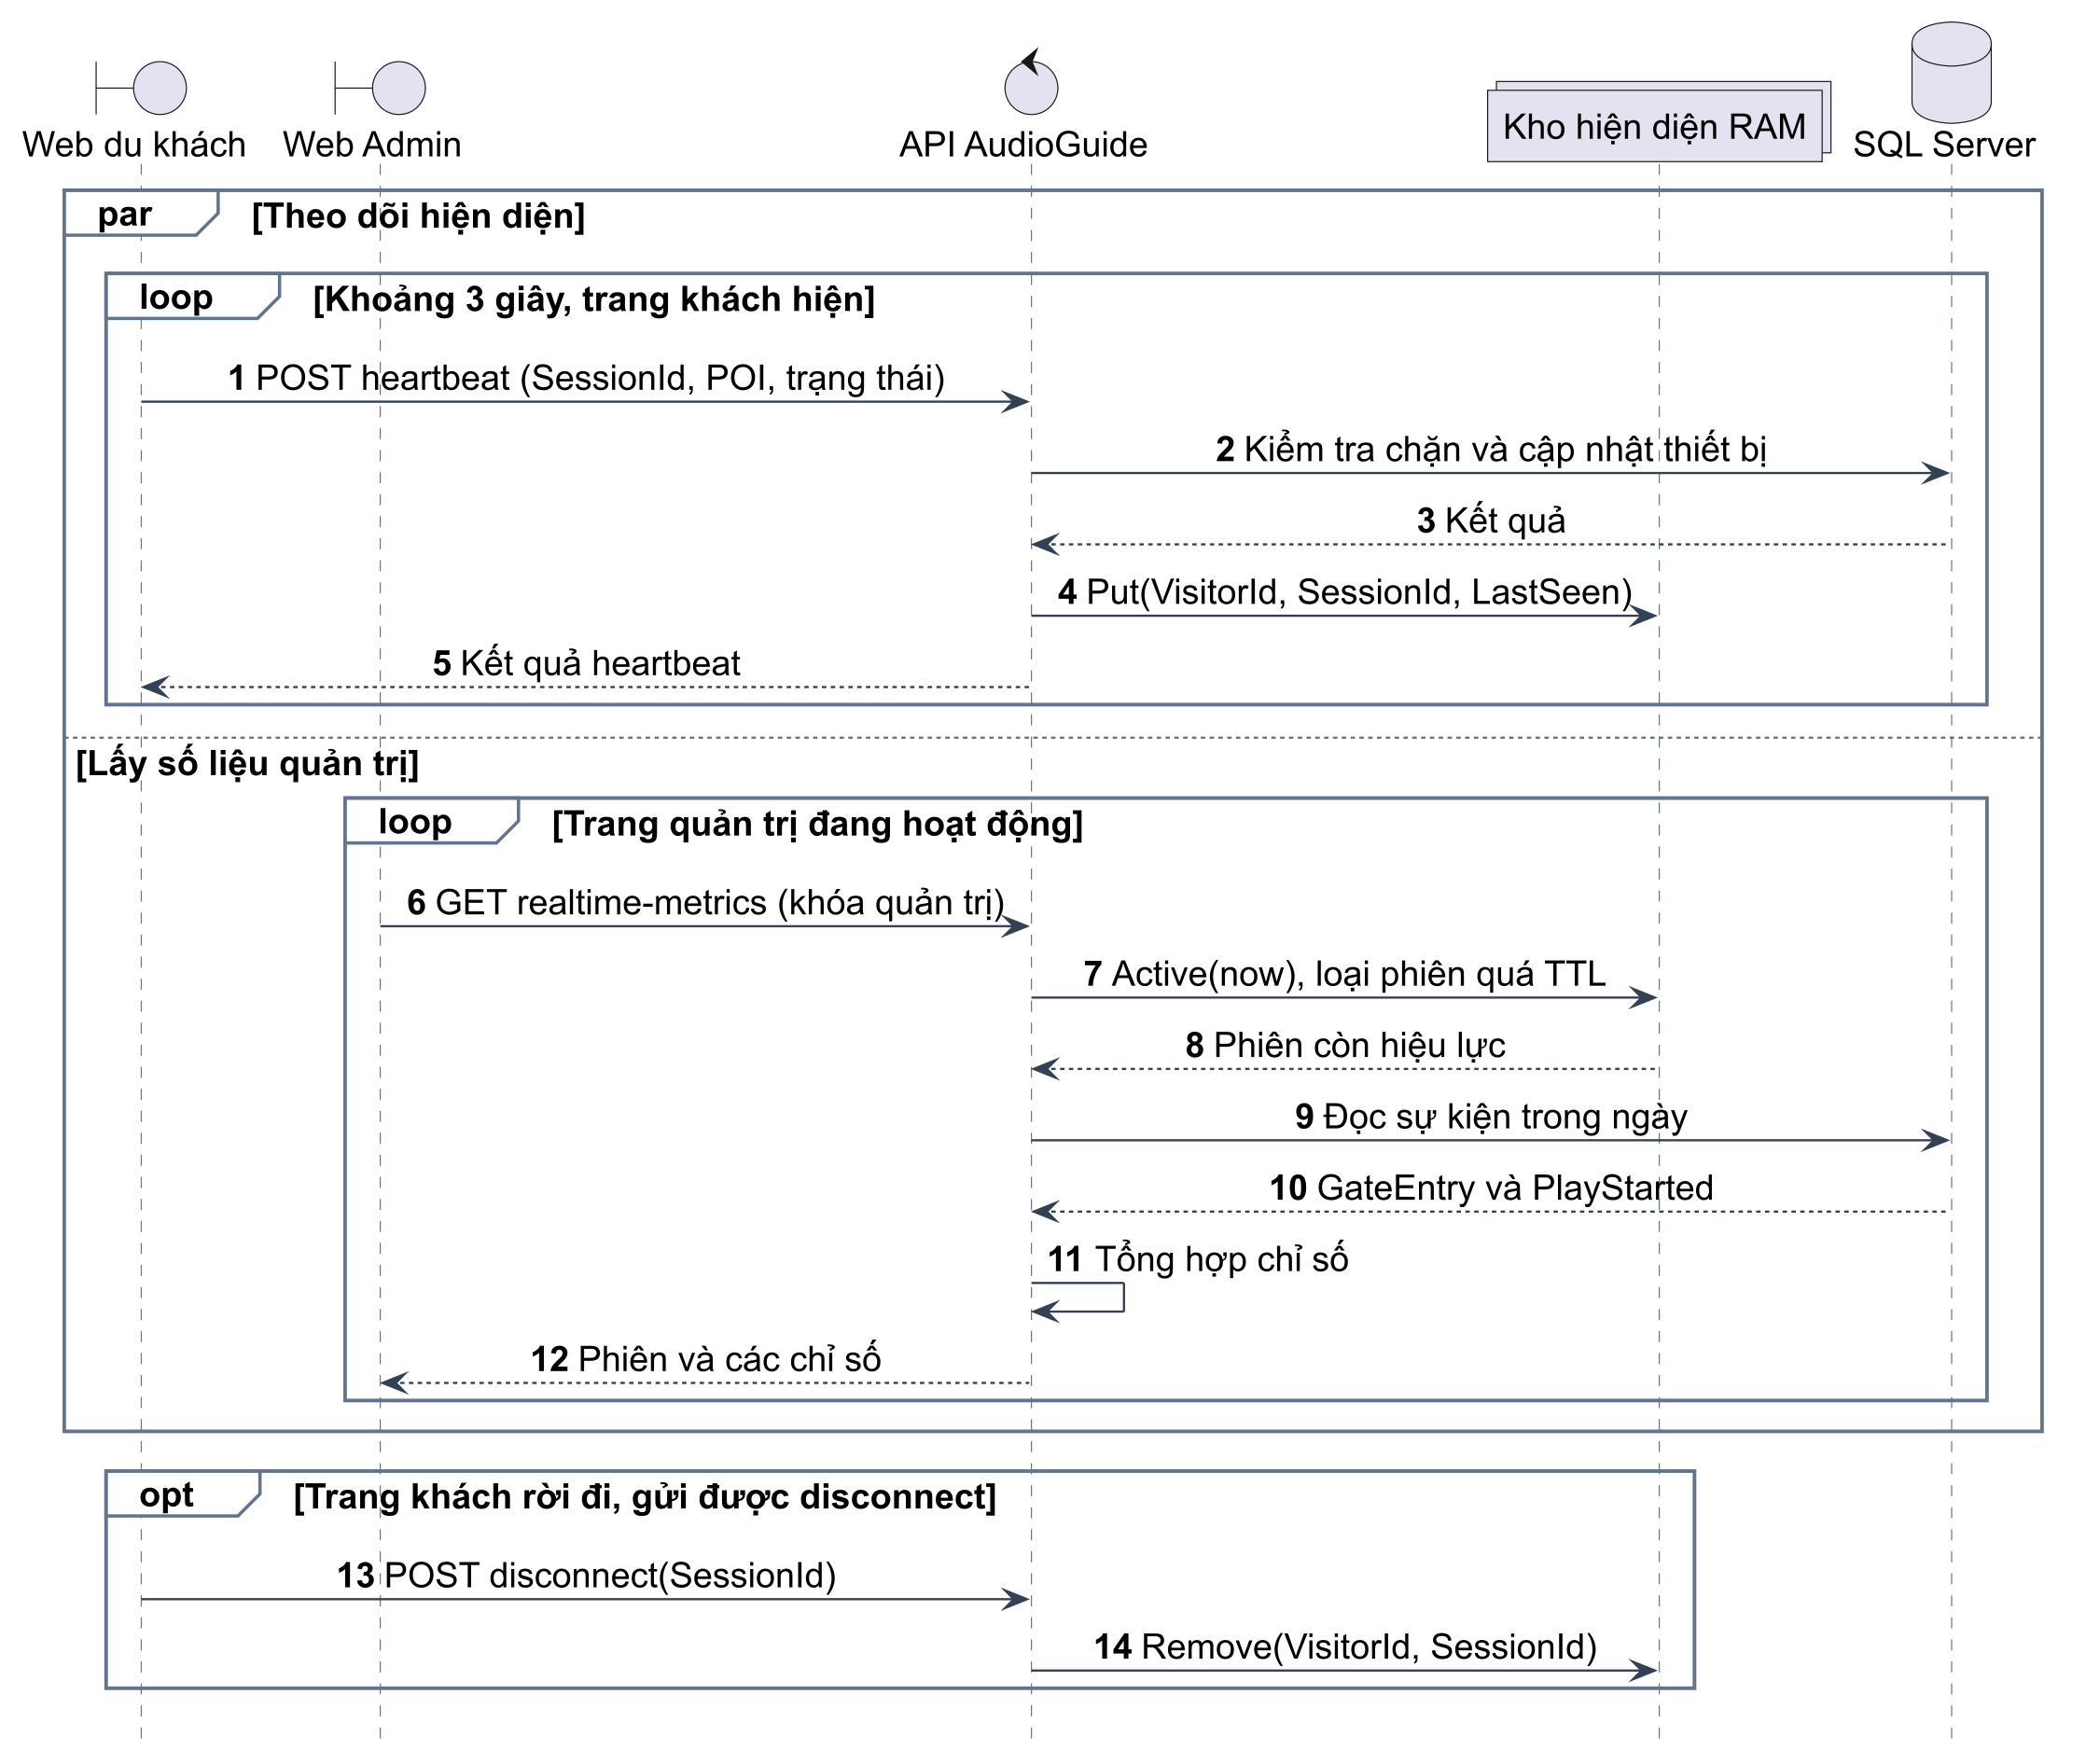 Web du khách
Web Admin
API AudioGuide
Kho hiện diện RAM
SQL Server
par [Theo dõi hiện diện]
loop [Khoảng 3 giây, trang khách hiện]
1 POST heartbeat (SessionId, POI, trạng thái)
2 Kiểm tra chặn và cập nhật thiết bị
3 Kết quả
4 Put(VisitorId, SessionId, LastSeen)
5 Kết quả heartbeat
[Lấy số liệu quản trị]
loop [Trang quản trị đang hoạt động]
6 GET realtime-metrics (khóa quản trị)
7 Active(now), loại phiên quá TTL
8 Phiên còn hiệu lực
9 Đọc sự kiện trong ngày
10 GateEntry và PlayStarted
11 Tổng hợp chỉ số
12 Phiên và các chỉ số
opt [Trang khách rời đi, gửi được disconnect]
13 POST disconnect(SessionId)
14 Remove(VisitorId, SessionId)